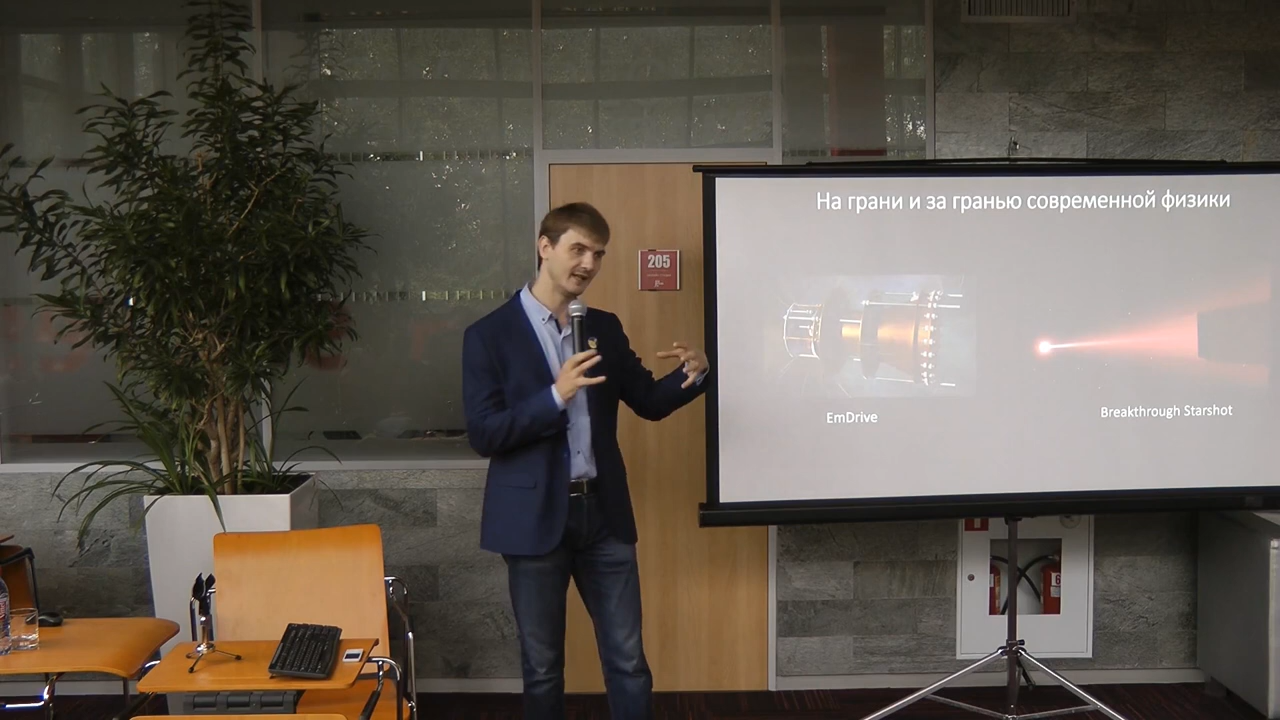 На грани и за гранью современной физики
205
EmDrive
Breakthrough Starshot